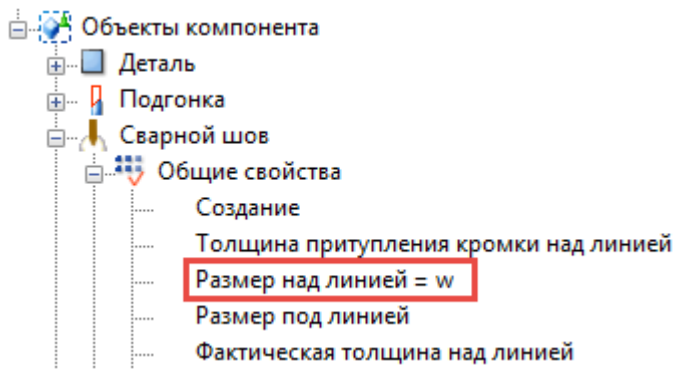 Объекты компонента
Деталь
Подгонка
Сварной шов
Общие свойства
Создание
Толщина притупления кромки над линией
Размер над линией = w
Размер под линией
Фактическая толщина над линией